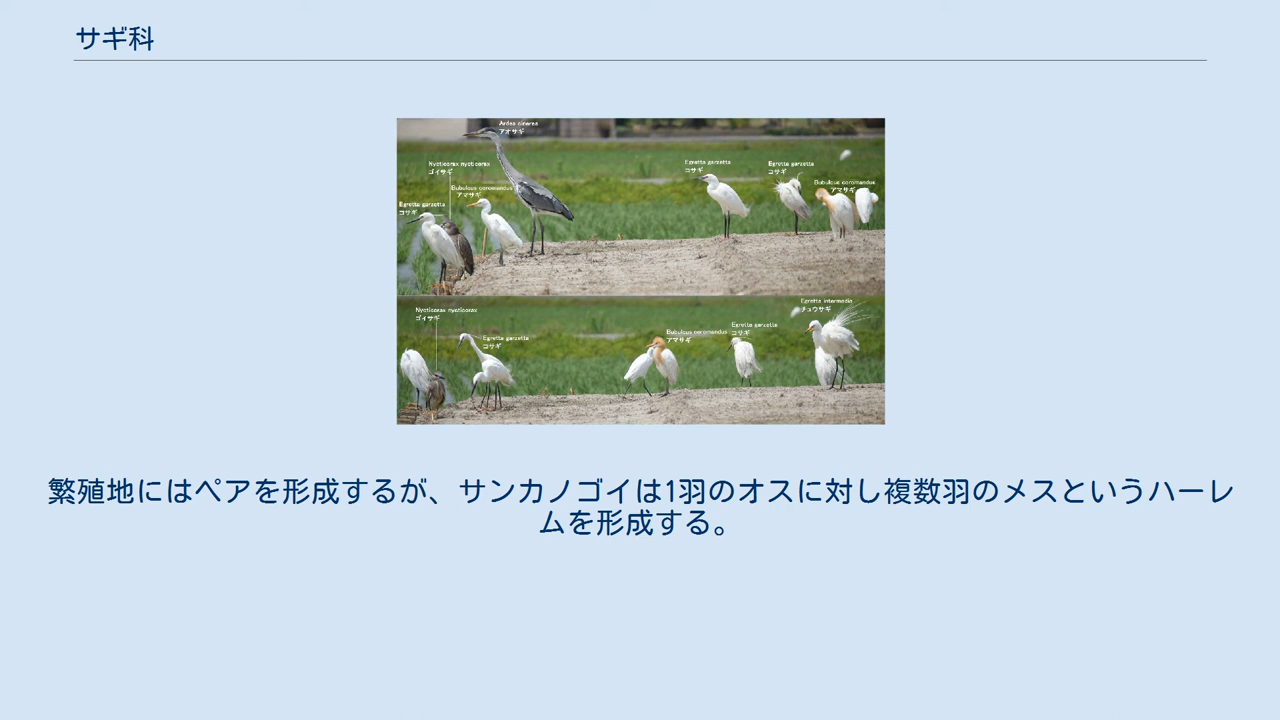 サギ科
Ardea cinerea
アオサギ
Nycticorax nycticorax
ゴイサギ
Bubulcus coromandus
アマサギ
Egretta garzetta
コサギ
Egretta garzetta
コサギ
Egretta garzetta
コサギ
Bubulcus coromandus
アマサギ
Nycticorax nycticorax
ゴイサギ
Egretta garzetta
コサギ
Bubulcus coromandus
アマサギ
Egretta garzetta
コサギ
Egretta intermedia
チュウサギ
繁殖地にはペアを形成するが、サンカノゴイは1羽のオスに対し複数羽のメスというハーレ
ムを形成する。